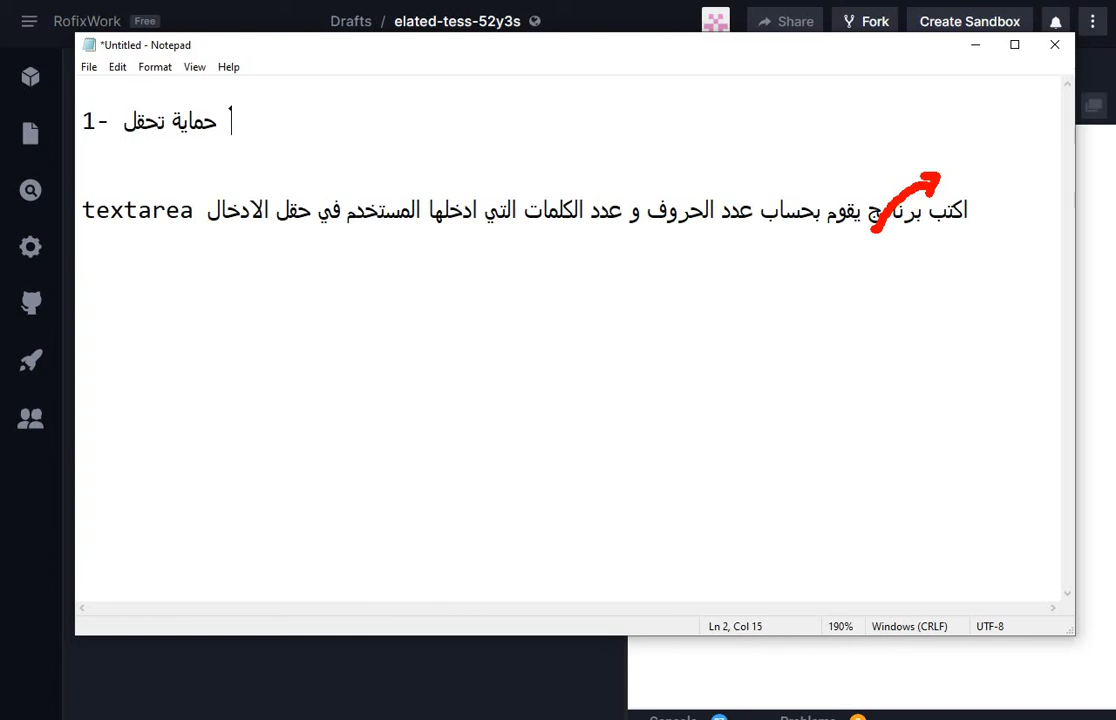 RofixWork Free Drafts / elated-tess-52y3s Share Fork Create Sandbox
*Untitled - Notepad
File Edit Format View Help
1- حماية تحقل
اكتب برنامج يقوم بحساب عدد الحروف و عدد الكلمات التي ادخلها المستخدم في حقل الادخال textarea
Ln 2, Col 15 190% Windows (CRLF) UTF-8